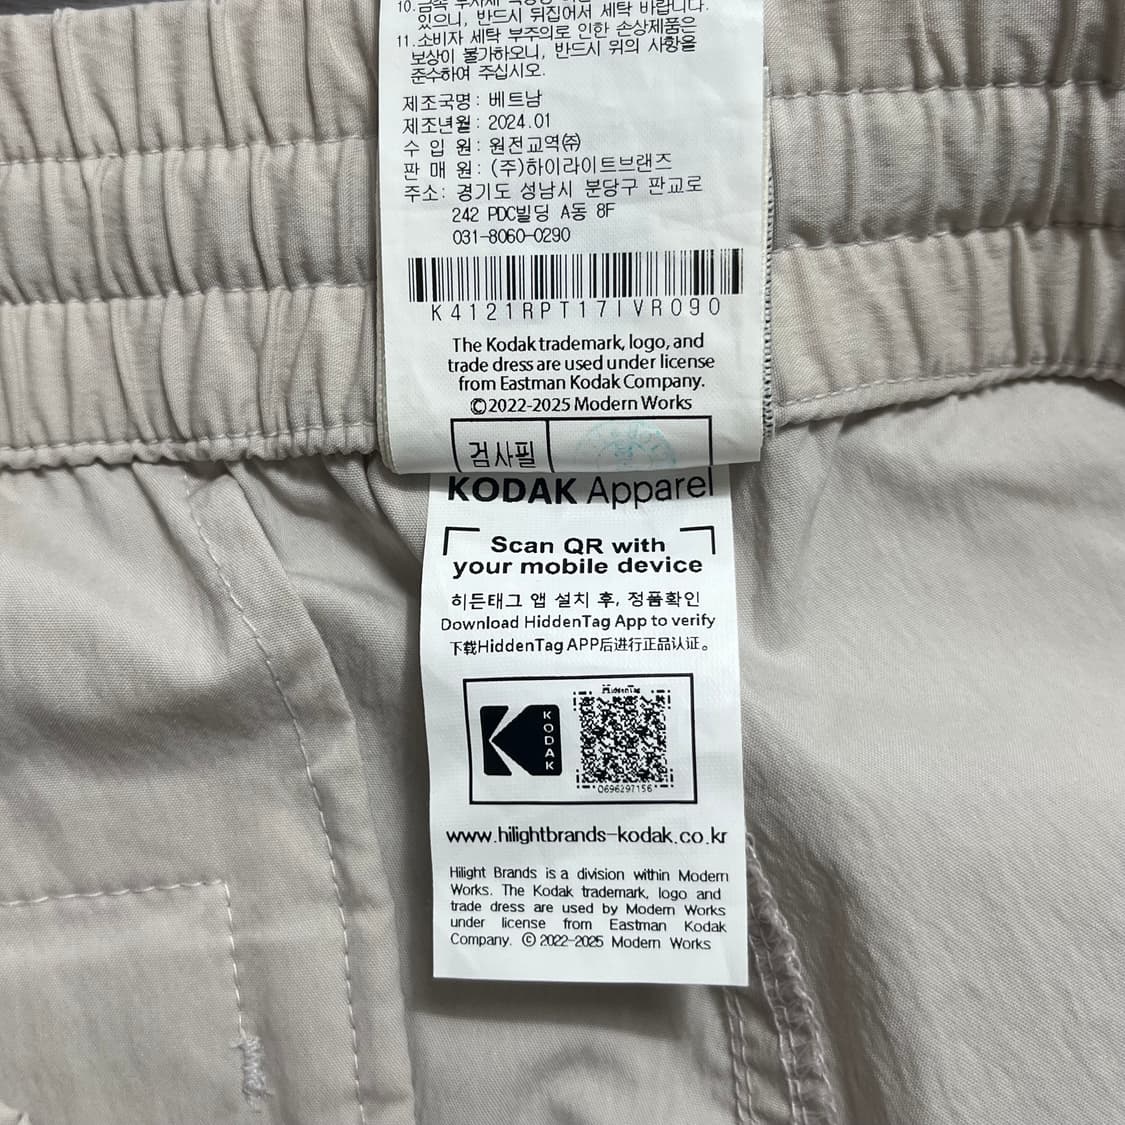 있으니, 반드시 뒤집어서 세탁 바랍니다.
11. 소비자 세탁 부주의로 인한 손상제품은
보상이 불가하오니, 반드시 위의 사항을
준수하여 주십시오.
제조국명: 베트남
제조년월: 2024.01
수 입 원: 원전교역㈜
판 매 원: (주)하이라이트브랜즈
주소: 경기도 성남시 분당구 판교로
242 PDC빌딩 A동 8F
031-8060-0290
K4121RPT17IVR090
The Kodak trademark, logo, and
trade dress are used under license
from Eastman Kodak Company.
©2022-2025 Modern Works
검사필
KODAK Apparel
Scan QR with
your mobile device
히든태그 앱 설치 후, 정품확인
Download HiddenTag App to verify
下载HiddenTag APP后进行正品认证。
HiddenTag
KODAK
0696297156
www.hilightbrands-kodak.co.kr
Hilight Brands is a division within Modern
Works. The Kodak trademark, logo and
trade dress are used by Modern Works
under license from Eastman Kodak
Company. © 2022-2025 Modern Works